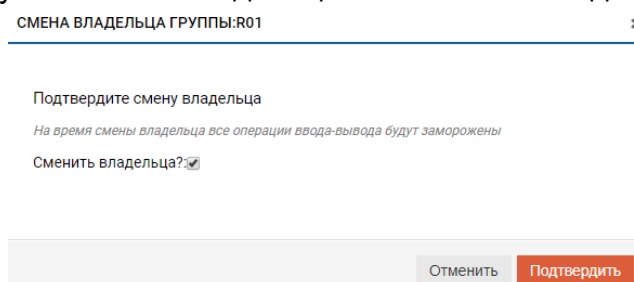 СМЕНА ВЛАДЕЛЬЦА ГРУППЫ:R01
Подтвердите смену владельца
На время смены владельца все операции ввода-вывода будут заморожены
Сменить владельца?:
Отменить Подтвердить